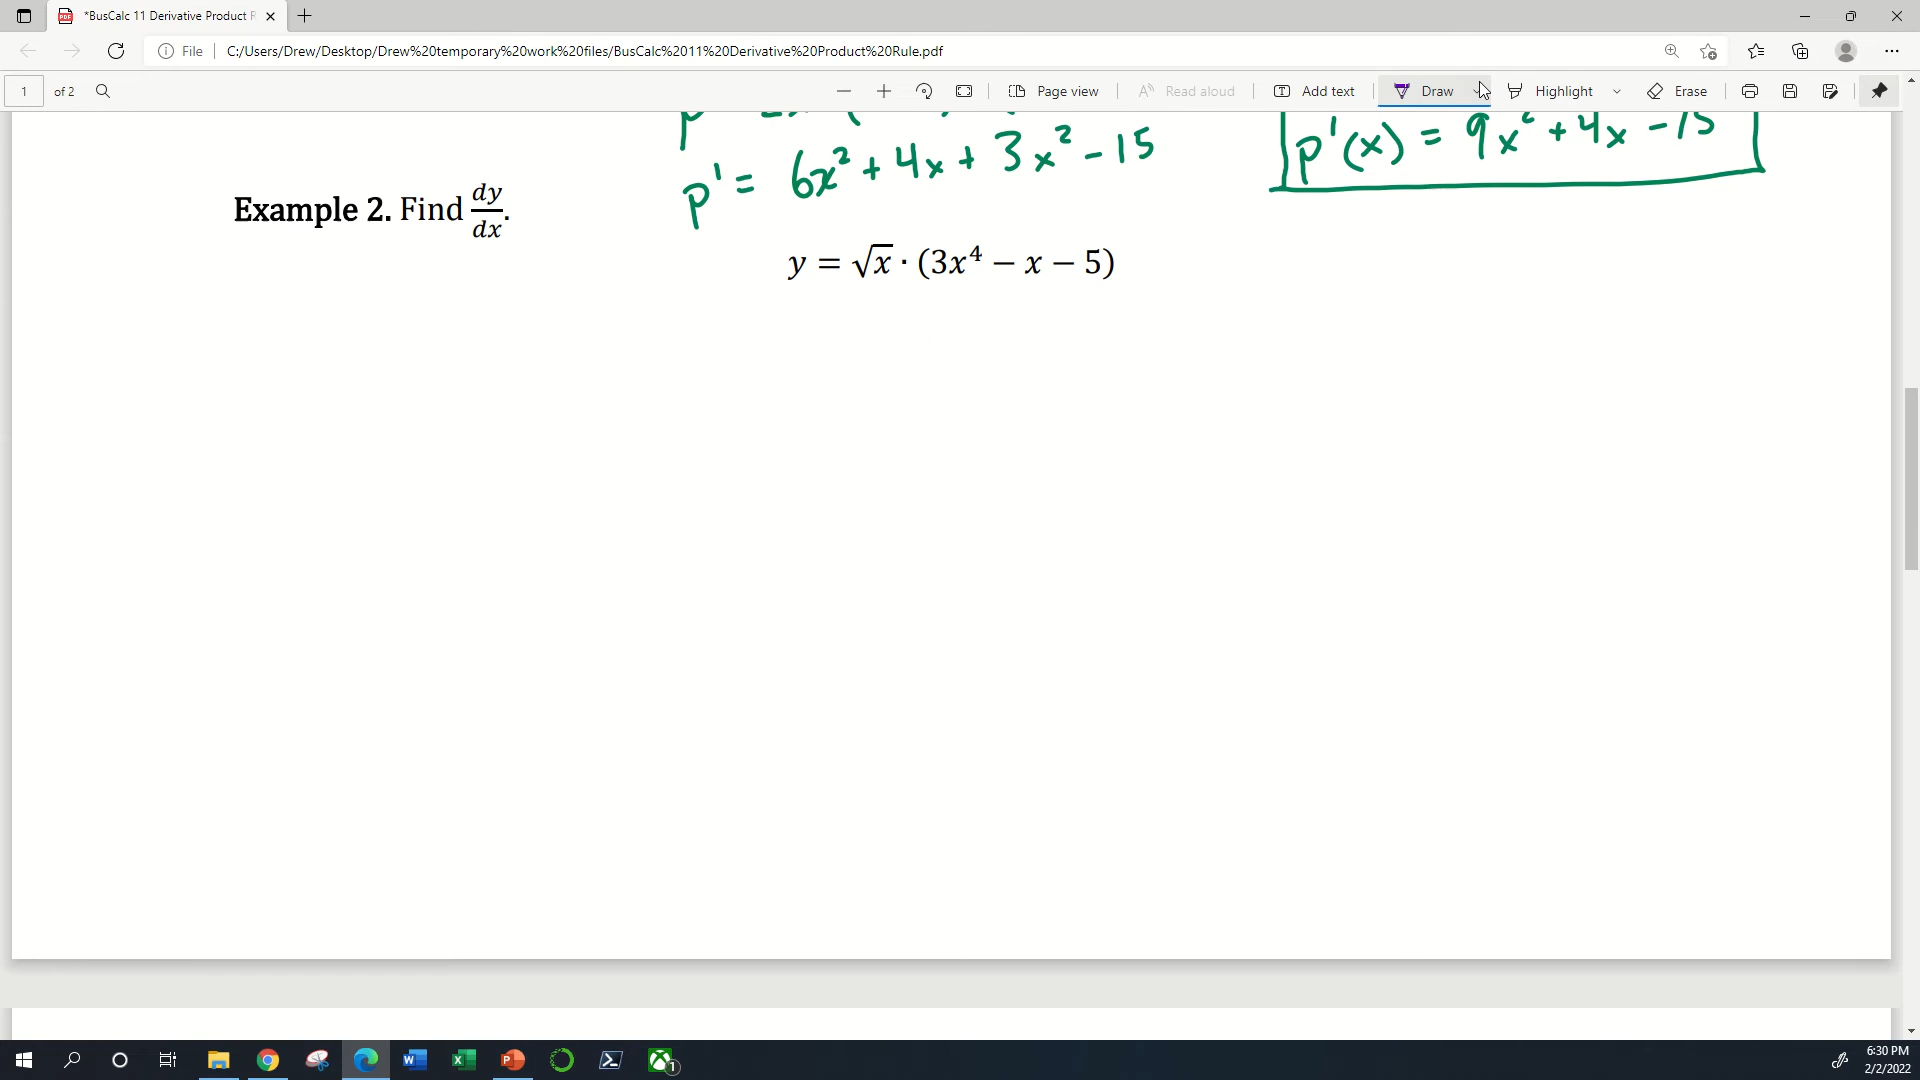 *BusCalc 11 Derivative Product R
File C:/Users/Drew/Desktop/Drew%20temporary%20work%20files/BusCalc%2011%20Derivative%20Product%20Rule.pdf
1 of 2 Page view Read aloud Add text Draw Highlight Erase
p'(x) = 9x² + 4x - 15
p' = 6x² + 4x + 3x² - 15
Example 2. Find dy/dx.
y = √x · (3x⁴ − x − 5)
6:30 PM
2/2/2022